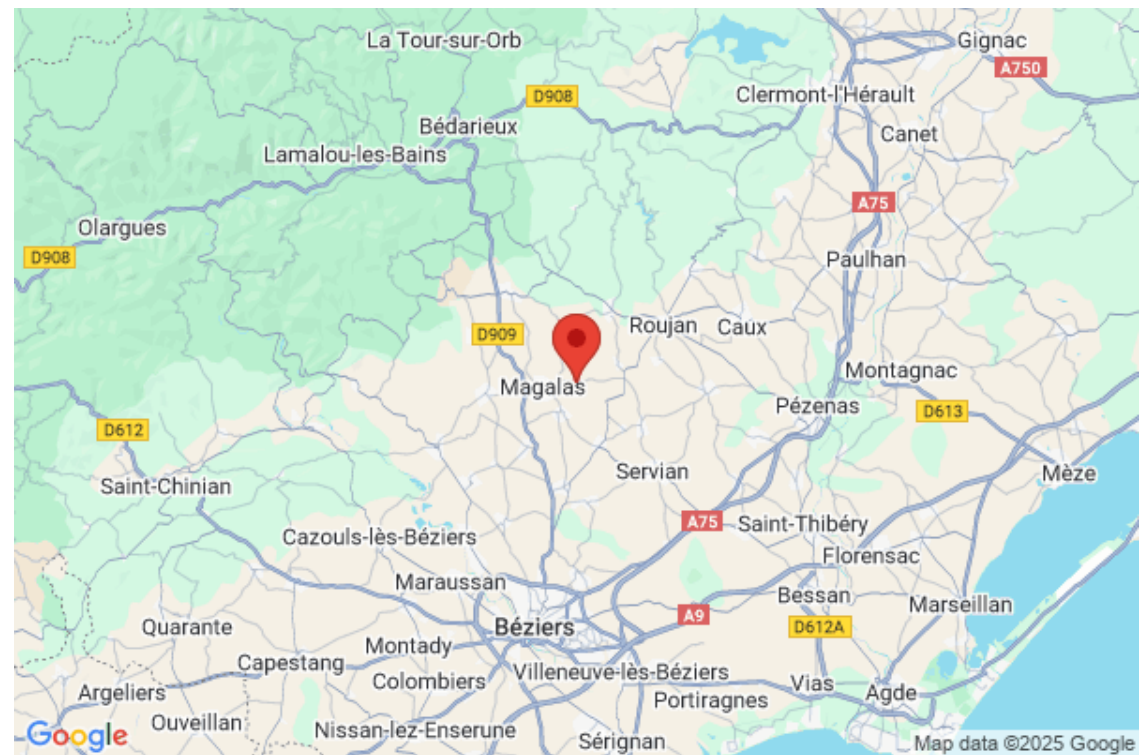 La Tour-sur-Orb
Gignac
A750
D908
Clermont-l'Hérault
Bédarieux
Canet
Lamalou-les-Bains
A75
Olargues
D908
Paulhan
Roujan
Caux
D909
Montagnac
Magalas
Pézenas
D613
D612
Servian
Mèze
Saint-Chinian
A75
Saint-Thibéry
Cazouls-lès-Béziers
Florensac
Maraussan
Bessan
Marseillan
A9
Quarante
Béziers
D612A
Montady
Capestang
Villeneuve-lès-Béziers
Colombiers
Vias
Agde
Argeliers
Portiragnes
Ouveillan
Nissan-lez-Enserune
Sérignan
Google
Map data ©2025 Google